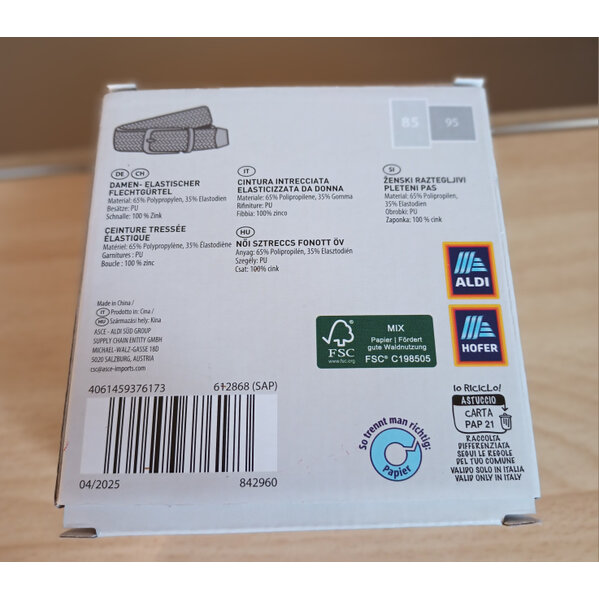 85
95
DE CH
DAMEN- ELASTISCHER
FLECHTGÜRTEL
Material: 65% Polypropylen, 35% Elastodien
Besätze: PU
Schnalle: 100 % Zink
IT
CINTURA INTRECCIATA
ELASTICIZZATA DA DONNA
Materiale: 65% Polipropilene, 35% Gomma
Rifiniture: PU
Fibbia: 100% zinco
SI
ŽENSKI RAZTEGLJIVI
PLETENI PAS
Material: 65% Polipropilen,
35% Elastodien
Obrobki: PU
Zaponka: 100 % cink
CEINTURE TRESSÉE
ÉLASTIQUE
Matériel: 65% Polypropylène, 35% Élastodiène
Garnitures : PU
Boucle : 100 % zinc
HU
NŐI SZTRECCS FONOTT ÖV
Anyag: 65% Polipropilén, 35% Elasztodién
Szegély: PU
Csat: 100% cink
Made in China /
IT Prodotto in: Cina /
HU Származási hely: Kína
ASCE - ALDI SÜD GROUP
SUPPLY CHAIN ENTITY GMBH
MICHAEL-WALZ-GASSE 18D
5020 SALZBURG, AUSTRIA
csc@asce-imports.com
ALDI
HOFER
FSC
www.fsc.org
MIX
Papier | Fördert
gute Waldnutzung
FSC® C198505
4061459376173
612868 (SAP)
04/2025
842960
So trennt man richtig:
Papier
Io RICICLO!
ASTUCCIO
CARTA
PAP 21
RACCOLTA
DIFFERENZIATA
SEGUI LE REGOLE
DEL TUO COMUNE
VALIDO SOLO IN ITALIA
VALID ONLY IN ITALY